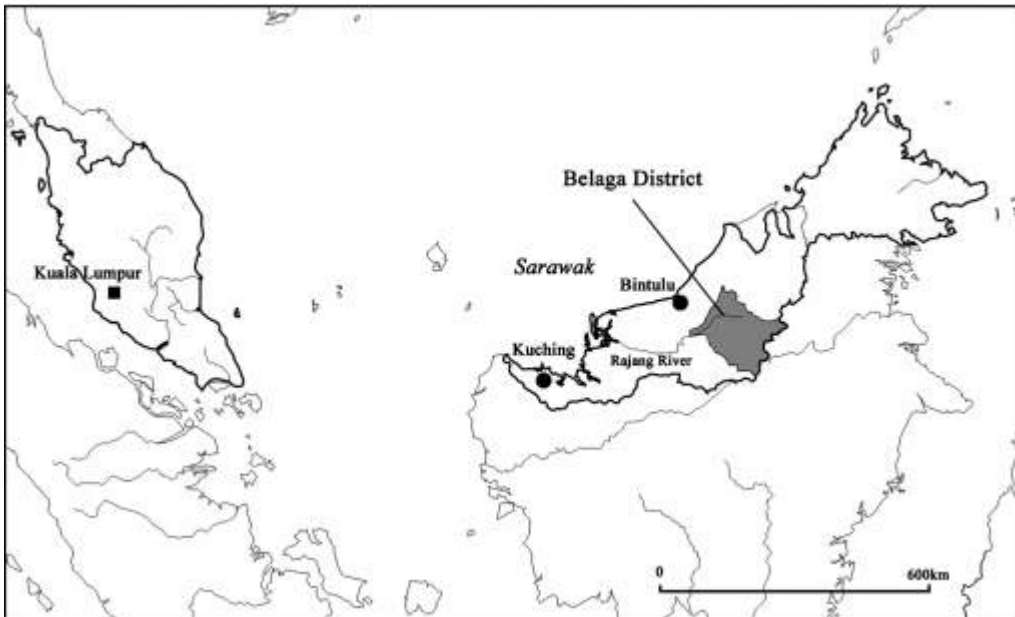 Belaga District
Sarawak
Kuala Lumpur
Bintulu
Kuching
Rajang River
0
600km